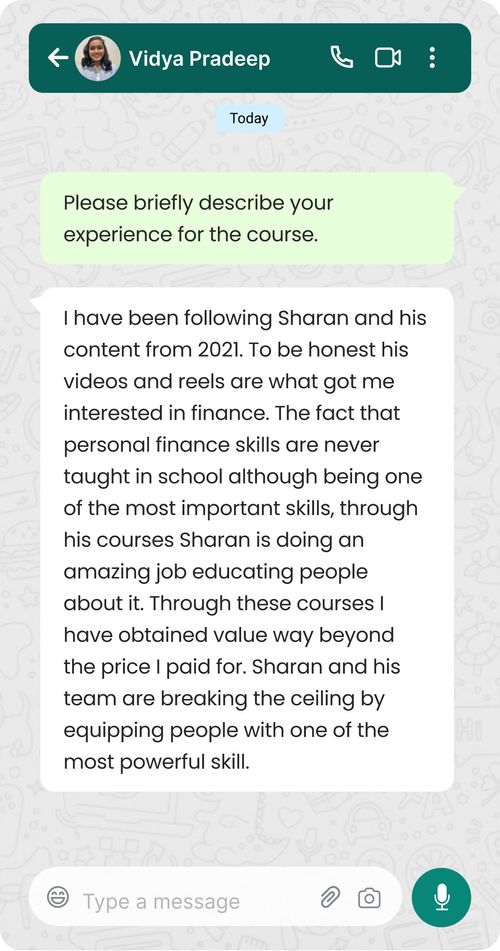 Vidya Pradeep
Today
Please briefly describe your
experience for the course.
I have been following Sharan and his
content from 2021. To be honest his
videos and reels are what got me
interested in finance. The fact that
personal finance skills are never
taught in school although being one
of the most important skills, through
his courses Sharan is doing an
amazing job educating people
about it. Through these courses I
have obtained value way beyond
the price I paid for. Sharan and his
team are breaking the ceiling by
equipping people with one of the
most powerful skill.
Hi
Type a message